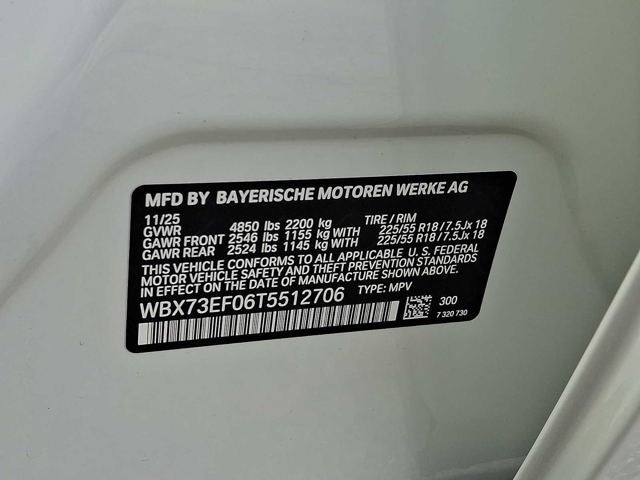 MFD BY BAYERISCHE MOTOREN WERKE AG
11/25
GVWR 4850 lbs 2200 kg TIRE / RIM
GAWR FRONT 2546 lbs 1155 kg WITH 225/55 R18 / 7.5Jx 18
GAWR REAR 2524 lbs 1145 kg WITH 225/55 R18 / 7.5Jx 18
THIS VEHICLE CONFORMS TO ALL APPLICABLE U.S. FEDERAL
MOTOR VEHICLE SAFETY AND THEFT PREVENTION STANDARDS
IN EFFECT ON THE DATE OF MANUFACTURE SHOWN ABOVE.
WBX73EF06T5512706 TYPE: MPV
300
7 320 730